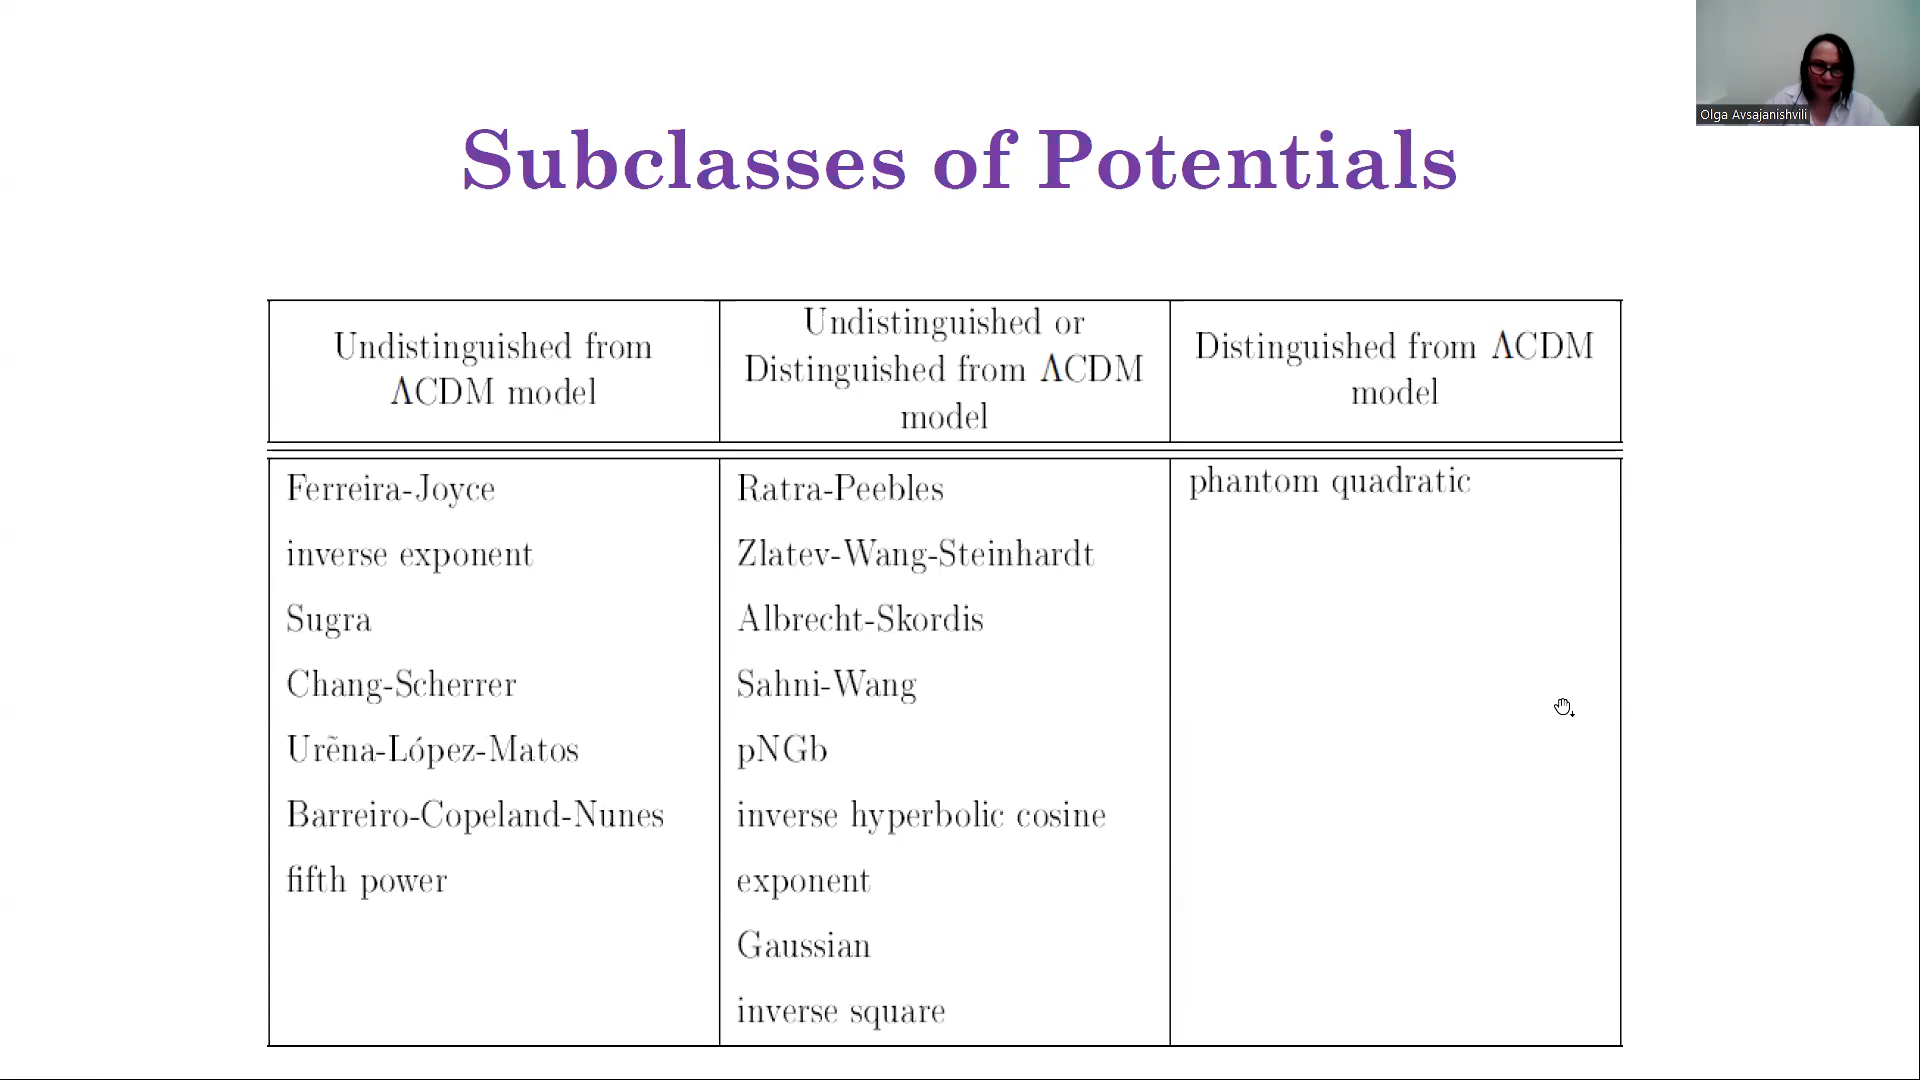 Olga Avsajanishvili
Subclasses of Potentials
Undistinguished from
ΛCDM model
Undistinguished or
Distinguished from ΛCDM
model
Distinguished from ΛCDM
model
Ferreira-Joyce
inverse exponent
Sugra
Chang-Scherrer
Urẽna-López-Matos
Barreiro-Copeland-Nunes
fifth power
Ratra-Peebles
Zlatev-Wang-Steinhardt
Albrecht-Skordis
Sahni-Wang
pNGb
inverse hyperbolic cosine
exponent
Gaussian
inverse square
phantom quadratic